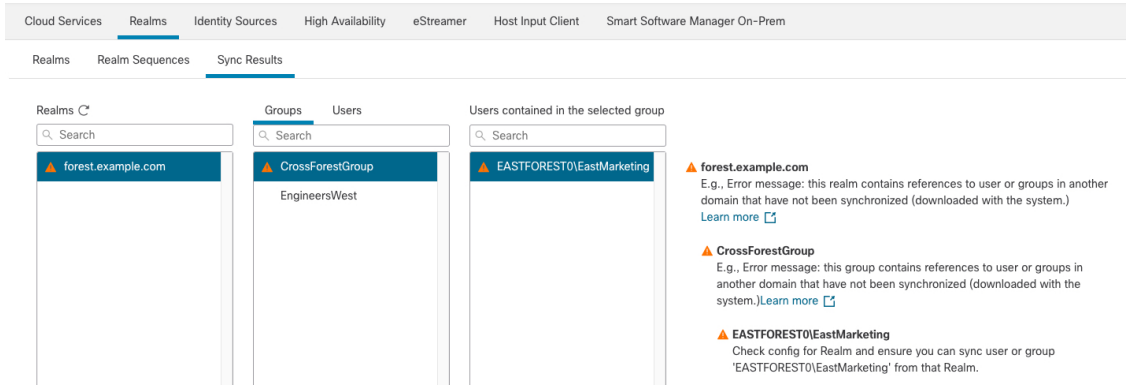 Cloud Services Realms Identity Sources High Availability eStreamer Host Input Client Smart Software Manager On-Prem
Realms Realm Sequences Sync Results
Realms
Search
forest.example.com
Groups Users
Search
CrossForestGroup
EngineersWest
Users contained in the selected group
Search
EASTFOREST0\EastMarketing
forest.example.com
E.g., Error message: this realm contains references to user or groups in another
domain that have not been synchronized (downloaded with the system.)
Learn more
CrossForestGroup
E.g., Error message: this group contains references to user or groups in
another domain that have not been synchronized (downloaded with the
system.)Learn more
EASTFOREST0\EastMarketing
Check config for Realm and ensure you can sync user or group
'EASTFOREST0\EastMarketing' from that Realm.